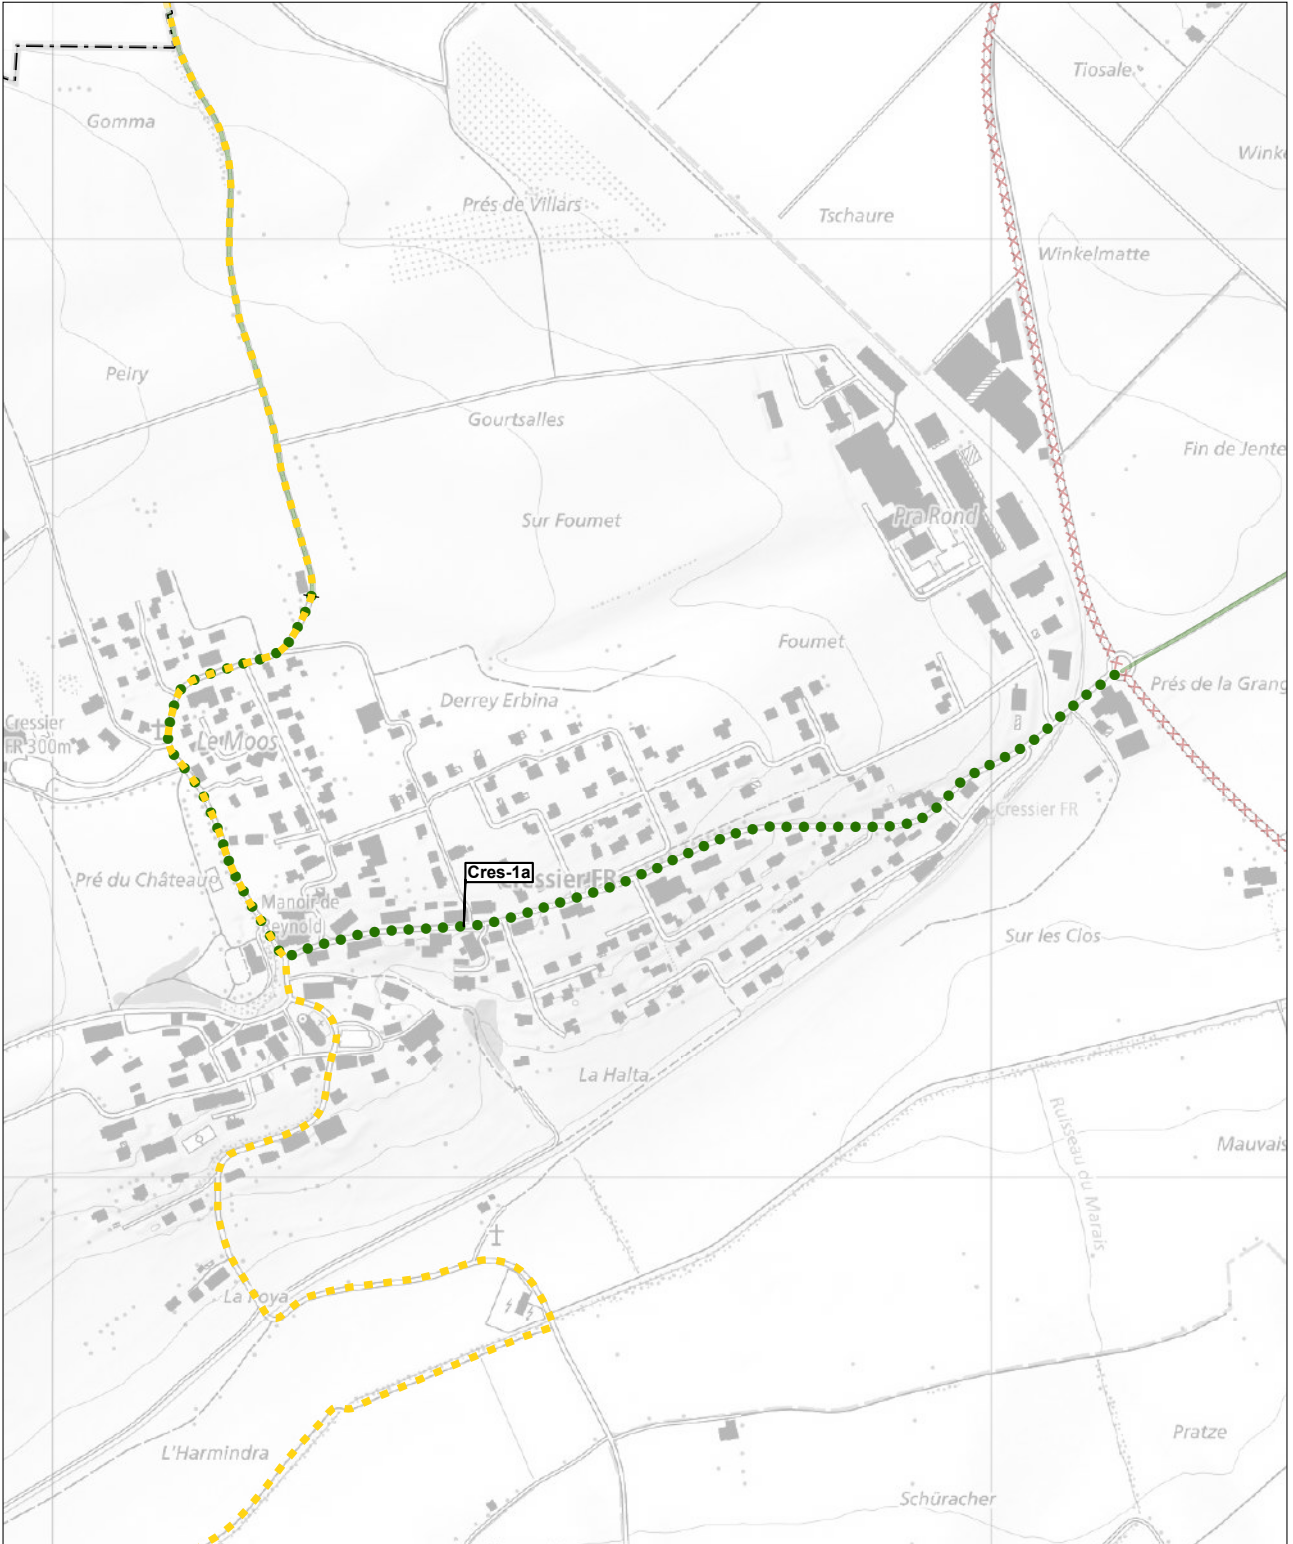 Tiosale
Gomma
Prés de Villars
Tschaure
Winkelmatte
Peiry
Gourtsalles
Fin de Jente
Sur Foumet
Pra Rond
Foumet
Prés de la Grang
Derrey Erbina
Cressier
FR 300m
Le Moos
Cressier FR
Cres-1a
Cressier FR
Pré du Château
Manoir de
Reynold
Sur les Clos
La Halta
Ruisseau du Marais
Mauvais
La Foya
L'Harmindra
Pratze
Schüracher